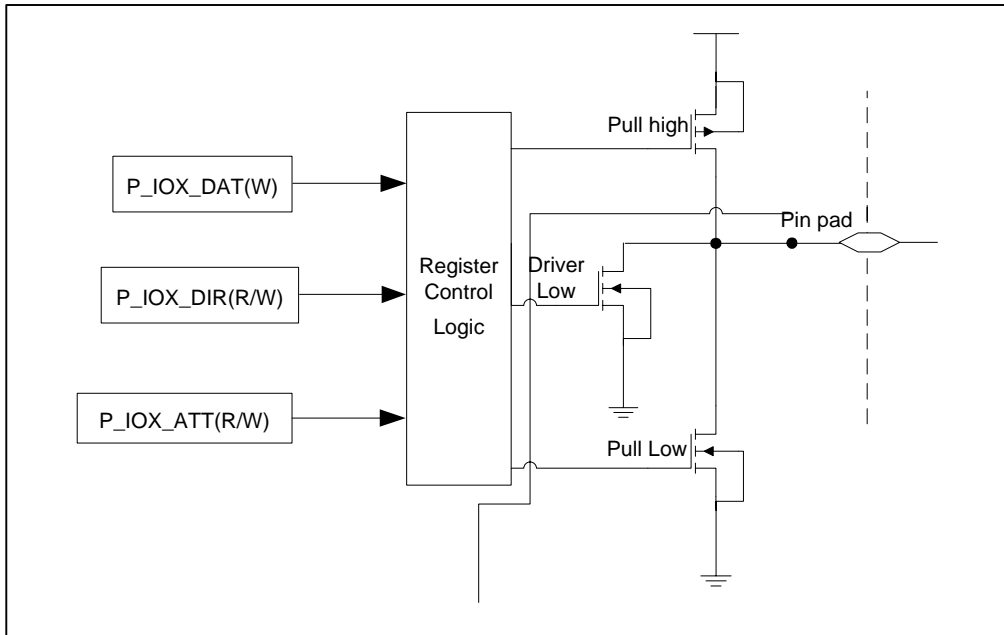 Pull high
P_IOX_DAT(W)
Pin pad
Register
Control
Logic
Driver
Low
P_IOX_DIR(R/W)
P_IOX_ATT(R/W)
Pull Low